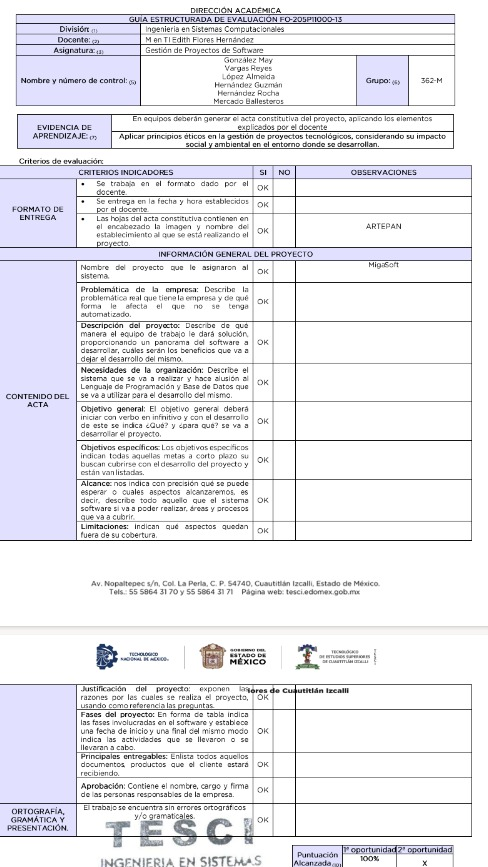 DIRECCIÓN ACADÉMICA
GUÍA ESTRUCTURADA DE EVALUACIÓN FO-205P11000-13
División: (1) Ingeniería en Sistemas Computacionales
Docente: (2) M en TI Edith Flores Hernández
Asignatura: (3) Gestión de Proyectos de Software
Nombre y número de control: (5)
González May
Vargas Reyes
López Almeida
Hernández Guzmán
Hernández Rocha
Mercado Ballesteros
Grupo: (6) 362-M
EVIDENCIA DE
APRENDIZAJE: (7)
En equipos deberán generar el acta constitutiva del proyecto, aplicando los elementos
explicados por el docente
Aplicar principios éticos en la gestión de proyectos tecnológicos, considerando su impacto
social y ambiental en el entorno donde se desarrollan.
Criterios de evaluación:
CRITERIOS INDICADORES SI NO OBSERVACIONES
FORMATO DE
ENTREGA
• Se trabaja en el formato dado por el
docente.
OK
• Se entrega en la fecha y hora establecidos
por el docente.
OK
• Las hojas del acta constitutiva contienen en
el encabezado la imagen y nombre del
establecimiento al que se está realizando el
proyecto.
OK
ARTEPAN
INFORMACIÓN GENERAL DEL PROYECTO
CONTENIDO DEL
ACTA
Nombre del proyecto que le asignaron al
sistema.
OK
MigaSoft
Problemática de la empresa: Describe la
problemática real que tiene la empresa y de qué
forma le afecta el que no se tenga
automatizado.
OK
Descripción del proyecto: Describe de qué
manera el equipo de trabajo le dará solución,
proporcionando un panorama del software a
desarrollar, cuáles serán los beneficios que va a
dejar el desarrollo del mismo.
OK
Necesidades de la organización: Describe el
sistema que se va a realizar y hace alusión al
Lenguaje de Programación y Base de Datos que
se va a utilizar para el desarrollo del mismo.
OK
Objetivo general: El objetivo general deberá
iniciar con verbo en infinitivo y con el desarrollo
de este se indica ¿Qué? y ¿para qué? se va a
desarrollar el proyecto.
OK
Objetivos específicos: Los objetivos específicos
indican todas aquellas metas a corto plazo su
buscan cubrirse con el desarrollo del proyecto y
están van listadas.
OK
Alcance: nos indica con precisión qué se puede
esperar o cuales aspectos alcanzaremos, es
decir, describe todo aquello que el sistema
software si va a poder realizar, áreas y procesos
que va a cubrir.
OK
Limitaciones: indican qué aspectos quedan
fuera de su cobertura.
OK
Av. Nopaltepec s/n, Col. La Perla, C. P. 54740, Cuautitlán Izcalli, Estado de México.
Tels.: 55 5864 31 70 y 55 5864 31 71 Página web: tesci.edomex.gob.mx
TECNOLÓGICO
NACIONAL DE MÉXICO
GOBIERNO DEL
ESTADO DE
MÉXICO
TECNOLÓGICO
DE ESTUDIOS SUPERIORES
DE CUAUTITLÁN IZCALLI
Justificación del proyecto: exponen las
razones por las cuales se realiza el proyecto,
usando como referencia las preguntas.
OK
iores de Cuautitlán Izcalli
Fases del proyecto: En forma de tabla indica
las fases involucradas en el software y establece
una fecha de inicio y una final del mismo modo
indica las actividades que se llevaron o se
llevaran a cabo.
OK
Principales entregables: Enlista todos aquellos
documentos, productos que el cliente estará
recibiendo.
OK
Aprobación: Contiene el nombre, cargo y firma
de las personas responsables de la empresa.
OK
ORTOGRAFÍA,
GRAMÁTICA Y
PRESENTACIÓN.
El trabajo se encuentra sin errores ortográficos
y/o gramaticales.
OK
TESCI
INGENIERÍA EN SISTEMAS
Puntuación
Alcanzada (10)
1ª oportunidad 2ª oportunidad
100% X